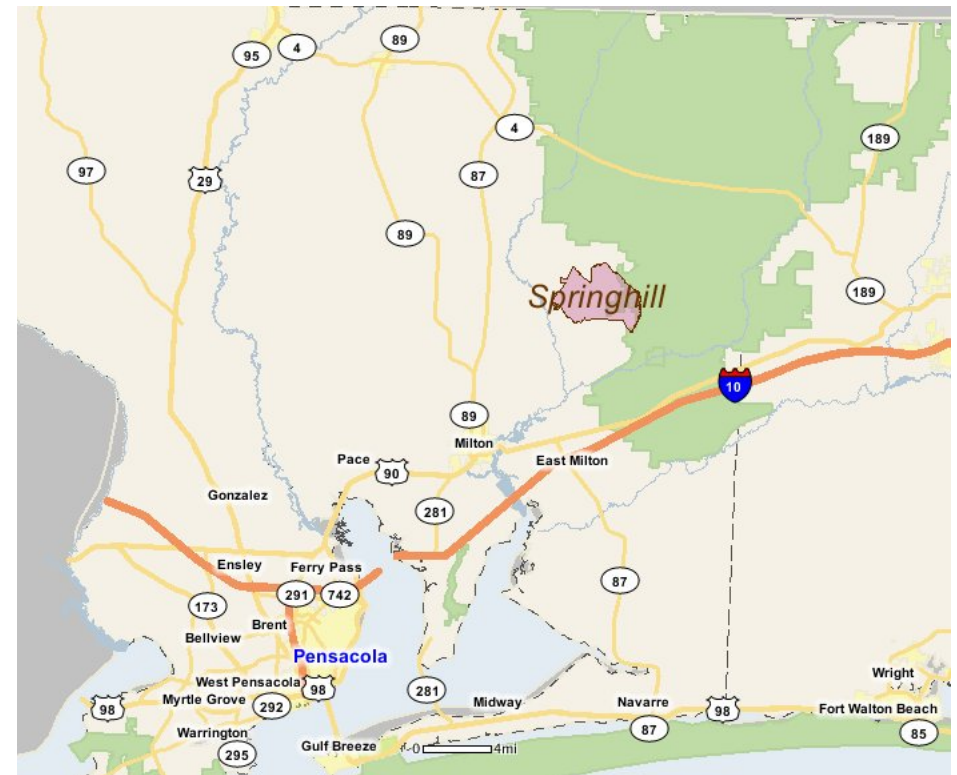 89
4
95
4
189
97
29
87
89
Springhill
189
10
89
Milton
Pace
90
East Milton
Gonzalez
281
Ensley
Ferry Pass
87
291
742
173
Brent
Bellview
Pensacola
West Pensacola
98
281
Myrtle Grove
292
98
Midway
Navarre
98
Wright
Fort Walton Beach
Warrington
87
85
295
Gulf Breeze
0
4mi